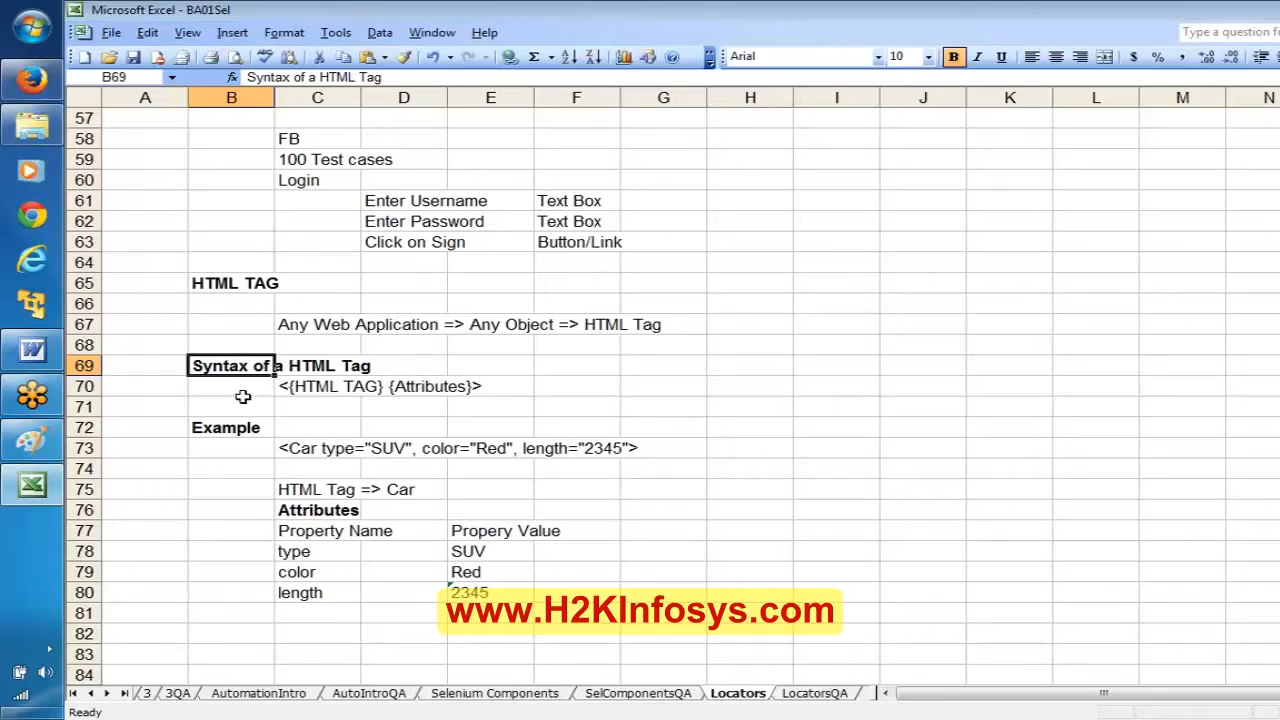 Microsoft Excel - BA01Sel
File Edit View Insert Format Tools Data Window Help
Type a question fo
Arial 10 B I U $ % ,
B69 fx Syntax of a HTML Tag
A B C D E F G H I J K L M N
57
58 FB
59 100 Test cases
60 Login
61 Enter Username Text Box
62 Enter Password Text Box
63 Click on Sign Button/Link
64
65 HTML TAG
66
67 Any Web Application => Any Object => HTML Tag
68
69 Syntax of a HTML Tag
70 <{HTML TAG} {Attributes}>
71
72 Example
73 <Car type="SUV", color="Red", length="2345">
74
75 HTML Tag => Car
76 Attributes
77 Property Name Propery Value
78 type SUV
79 color Red
80 length 2345
www.H2KInfosys.com
81
82
83
84
3 3QA AutomationIntro AutoIntroQA Selenium Components SelComponentsQA Locators LocatorsQA
Ready